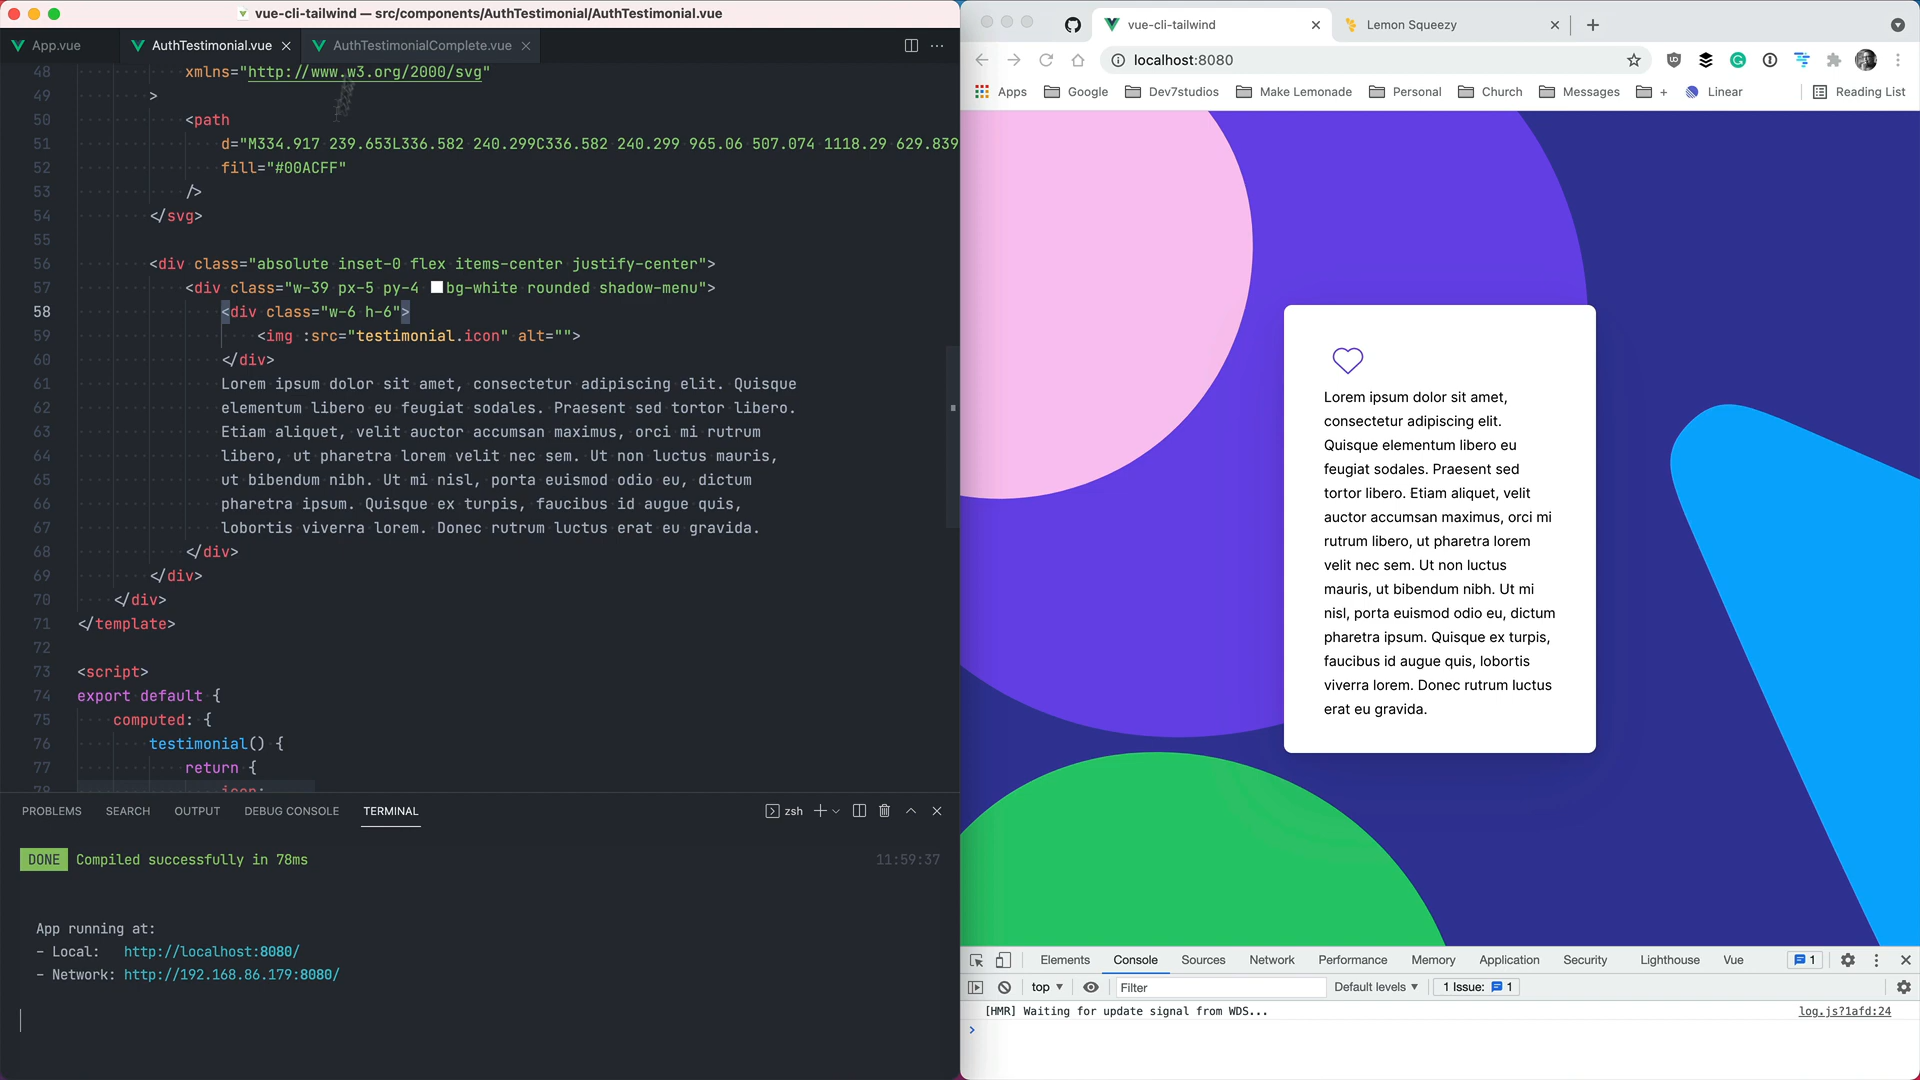 vue-cli-tailwind — src/components/AuthTestimonial/AuthTestimonial.vue
App.vue
AuthTestimonial.vue
AuthTestimonialComplete.vue
48 xmlns="http://www.w3.org/2000/svg"
49 >
50 <path
51 d="M334.917 239.653L336.582 240.299C336.582 240.299 965.06 507.074 1118.29 629.839
52 fill="#00ACFF"
53 />
54 </svg>
55
56 <div class="absolute inset-0 flex items-center justify-center">
57 <div class="w-39 px-5 py-4 bg-white rounded shadow-menu">
58 <div class="w-6 h-6">
59 <img :src="testimonial.icon" alt="">
60 </div>
61 Lorem ipsum dolor sit amet, consectetur adipiscing elit. Quisque
62 elementum libero eu feugiat sodales. Praesent sed tortor libero.
63 Etiam aliquet, velit auctor accumsan maximus, orci mi rutrum
64 libero, ut pharetra lorem velit nec sem. Ut non luctus mauris,
65 ut bibendum nibh. Ut mi nisl, porta euismod odio eu, dictum
66 pharetra ipsum. Quisque ex turpis, faucibus id augue quis,
67 lobortis viverra lorem. Donec rutrum luctus erat eu gravida.
68 </div>
69 </div>
70 </div>
71 </template>
72
73 <script>
74 export default {
75 computed: {
76 testimonial() {
77 return {
78 icon:
PROBLEMS SEARCH OUTPUT DEBUG CONSOLE TERMINAL zsh
DONE Compiled successfully in 78ms 11:59:37
App running at:
- Local: http://localhost:8080/
- Network: http://192.168.86.179:8080/
vue-cli-tailwind
Lemon Squeezy
localhost:8080
Apps Google Dev7studios Make Lemonade Personal Church Messages + Linear Reading List
Lorem ipsum dolor sit amet,
consectetur adipiscing elit.
Quisque elementum libero eu
feugiat sodales. Praesent sed
tortor libero. Etiam aliquet, velit
auctor accumsan maximus, orci mi
rutrum libero, ut pharetra lorem
velit nec sem. Ut non luctus
mauris, ut bibendum nibh. Ut mi
nisl, porta euismod odio eu, dictum
pharetra ipsum. Quisque ex turpis,
faucibus id augue quis, lobortis
viverra lorem. Donec rutrum luctus
erat eu gravida.
Elements Console Sources Network Performance Memory Application Security Lighthouse Vue 1
top Filter Default levels 1 Issue: 1
[HMR] Waiting for update signal from WDS... log.js?1afd:24